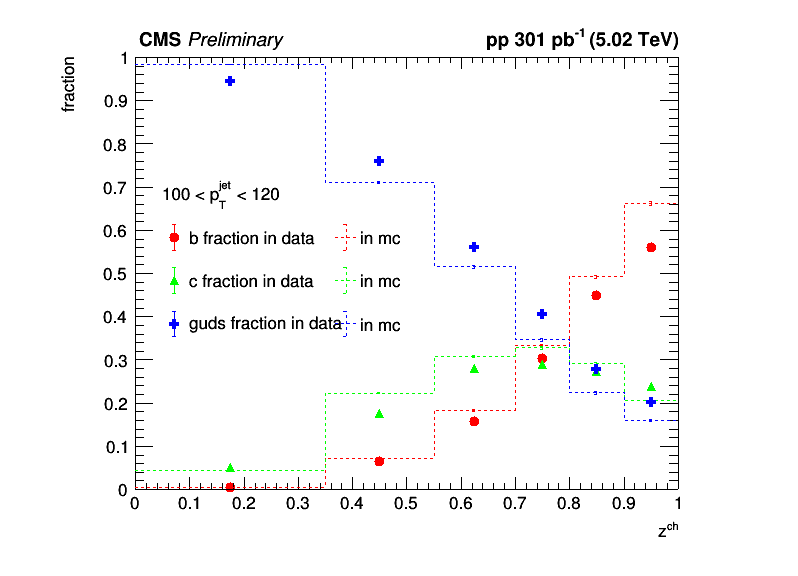 CMS Preliminary pp 301 pb⁻¹ (5.02 TeV)
fraction
1
0.9
0.8
0.7
0.6
0.5
0.4
0.3
0.2
0.1
0
100 < p_T^jet < 120
b fraction in data in mc
c fraction in data in mc
guds fraction in data in mc
0 0.1 0.2 0.3 0.4 0.5 0.6 0.7 0.8 0.9 1
z^ch